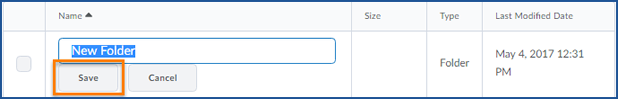 Name Size Type Last Modified Date
New Folder Folder May 4, 2017 12:31
PM
Save Cancel